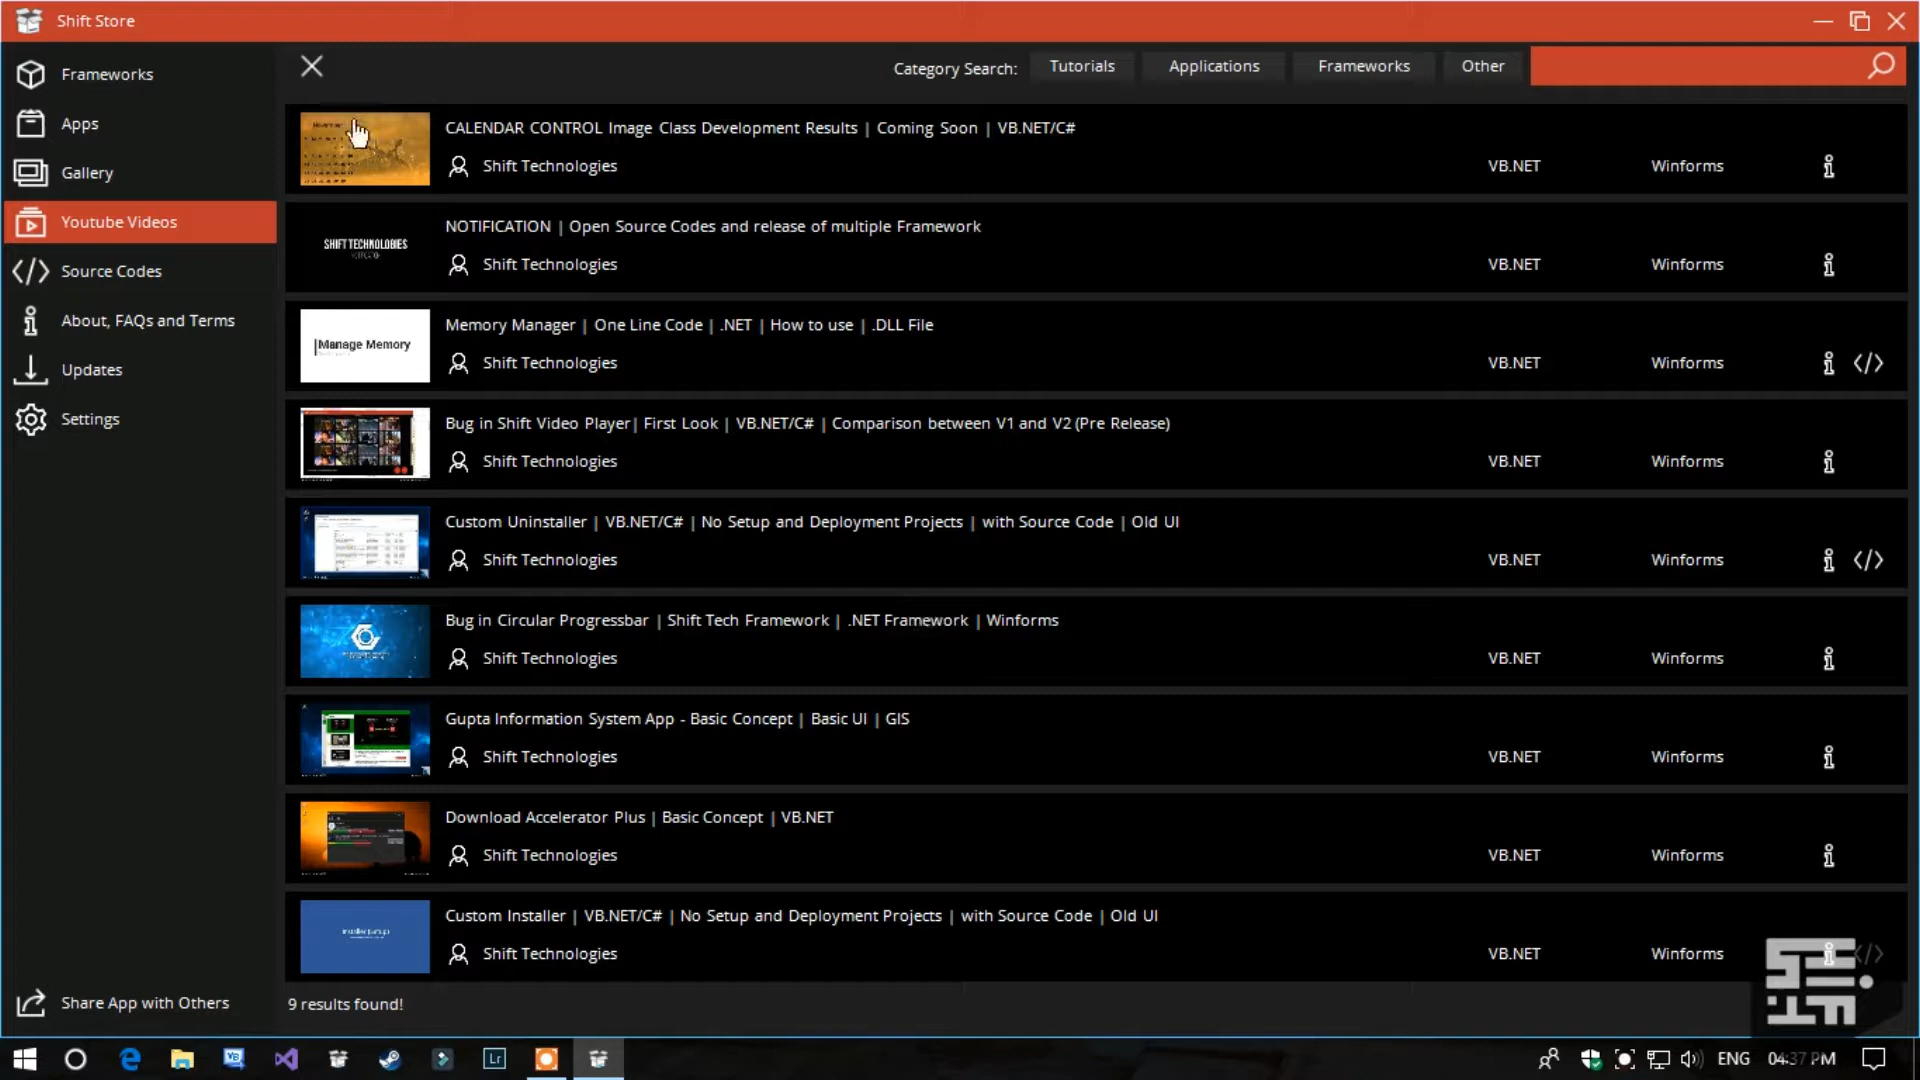 Shift Store
Frameworks
Apps
Gallery
Youtube Videos
Source Codes
About, FAQs and Terms
Updates
Settings
Share App with Others
Category Search:
Tutorials
Applications
Frameworks
Other
CALENDAR CONTROL Image Class Development Results | Coming Soon | VB.NET/C#
Shift Technologies
VB.NET
Winforms
SHIFT TECHNOLOGIES
NOTIFICATION | Open Source Codes and release of multiple Framework
Shift Technologies
VB.NET
Winforms
Manage Memory
Memory Manager | One Line Code | .NET | How to use | .DLL File
Shift Technologies
VB.NET
Winforms
Bug in Shift Video Player| First Look | VB.NET/C# | Comparison between V1 and V2 (Pre Release)
Shift Technologies
VB.NET
Winforms
Custom Uninstaller | VB.NET/C# | No Setup and Deployment Projects | with Source Code | Old UI
Shift Technologies
VB.NET
Winforms
Bug in Circular Progressbar | Shift Tech Framework | .NET Framework | Winforms
Shift Technologies
VB.NET
Winforms
Gupta Information System App - Basic Concept | Basic UI | GIS
Shift Technologies
VB.NET
Winforms
Download Accelerator Plus | Basic Concept | VB.NET
Shift Technologies
VB.NET
Winforms
Custom Installer | VB.NET/C# | No Setup and Deployment Projects | with Source Code | Old UI
Shift Technologies
VB.NET
Winforms
9 results found!
Lr
ENG
04:37 PM